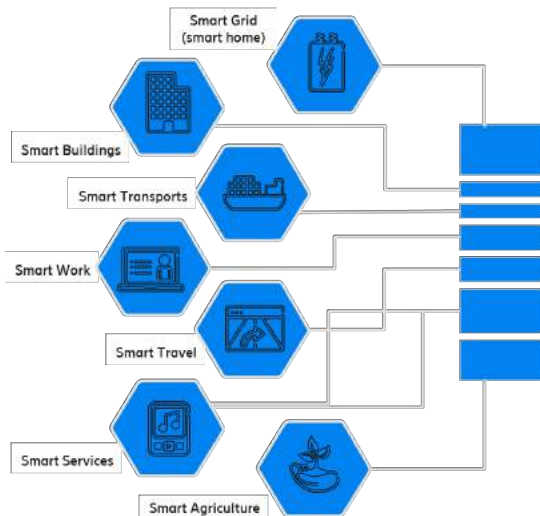 Smart Grid
(smart home)
Smart Buildings
Smart Transports
Smart Work
Smart Travel
Smart Services
Smart Agriculture